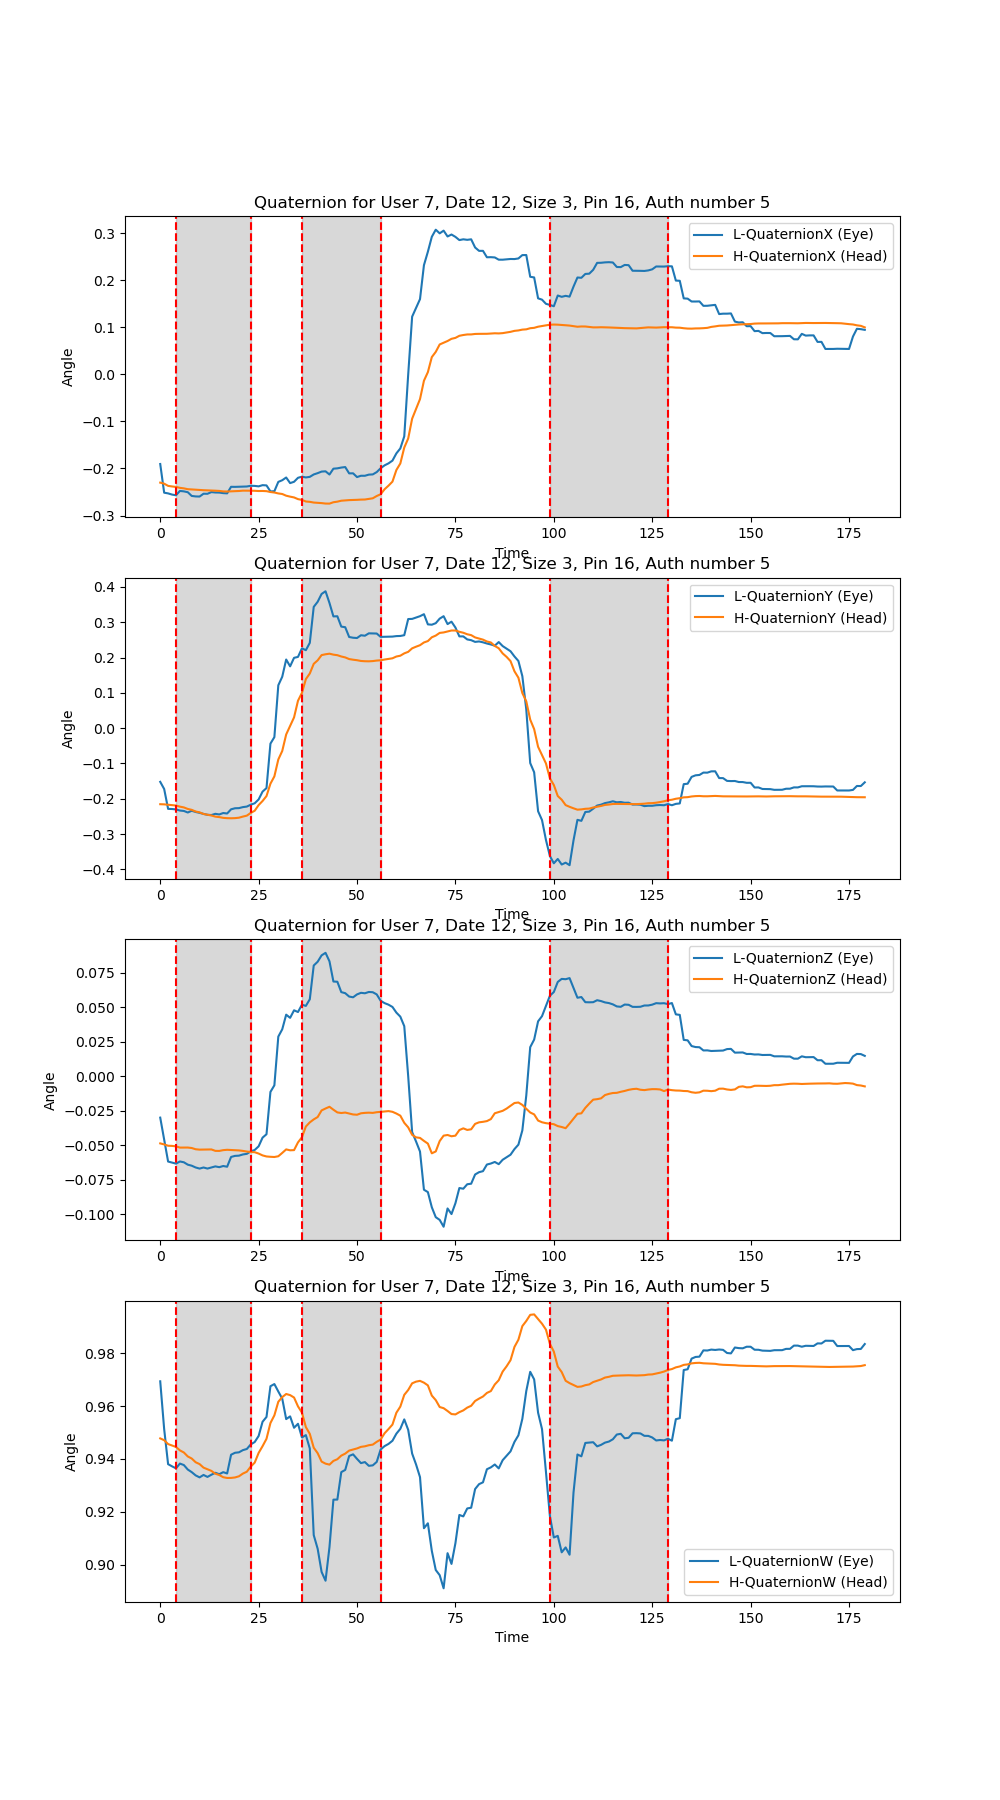 Quaternion for User 7, Date 12, Size 3, Pin 16, Auth number 5
L-QuaternionX (Eye)
H-QuaternionX (Head)
Angle
0.3
0.2
0.1
0.0
−0.1
−0.2
−0.3
0 25 50 75 100 125 150 175
Time
Quaternion for User 7, Date 12, Size 3, Pin 16, Auth number 5
L-QuaternionY (Eye)
H-QuaternionY (Head)
Angle
0.4
0.3
0.2
0.1
0.0
−0.1
−0.2
−0.3
−0.4
0 25 50 75 100 125 150 175
Time
Quaternion for User 7, Date 12, Size 3, Pin 16, Auth number 5
L-QuaternionZ (Eye)
H-QuaternionZ (Head)
Angle
0.075
0.050
0.025
0.000
−0.025
−0.050
−0.075
−0.100
0 25 50 75 100 125 150 175
Time
Quaternion for User 7, Date 12, Size 3, Pin 16, Auth number 5
Angle
0.98
0.96
0.94
0.92
0.90
L-QuaternionW (Eye)
H-QuaternionW (Head)
0 25 50 75 100 125 150 175
Time